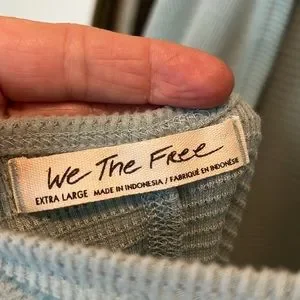 We The Free
EXTRA LARGE MADE IN INDONESIA / FABRIQUÉ EN INDONÉSIE